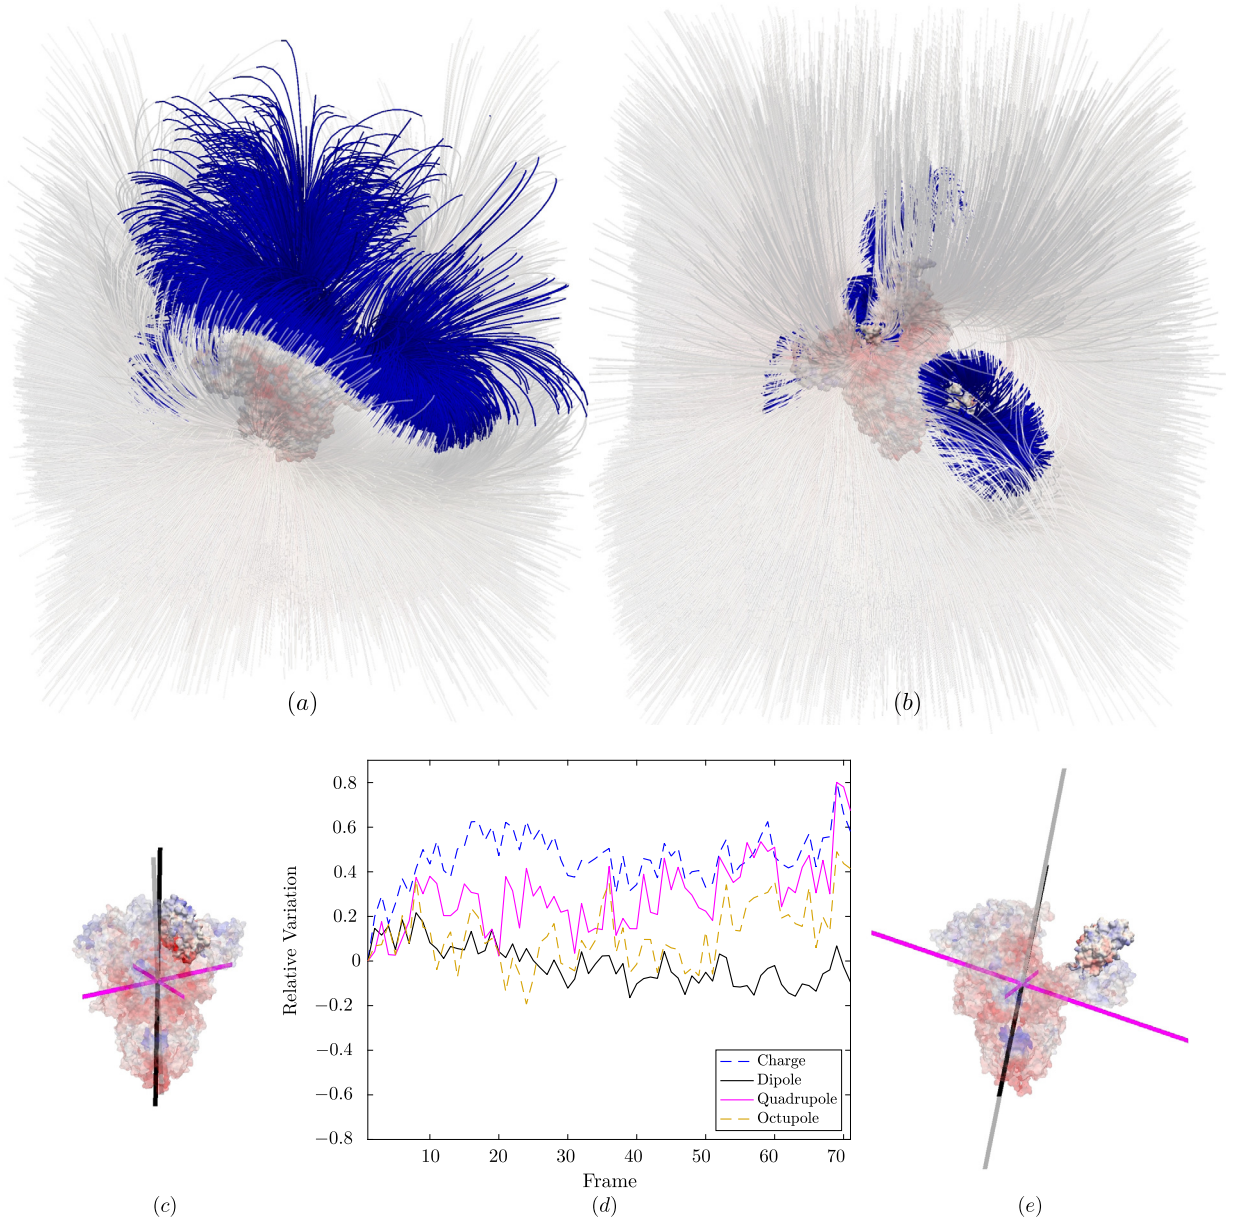 (a)
(b)
0.8
0.6
0.4
0.2
0
−0.2
−0.4
−0.6
−0.8
Relative Variation
Charge
Dipole
Quadrupole
Octupole
10 20 30 40 50 60 70
Frame
(c)
(d)
(e)